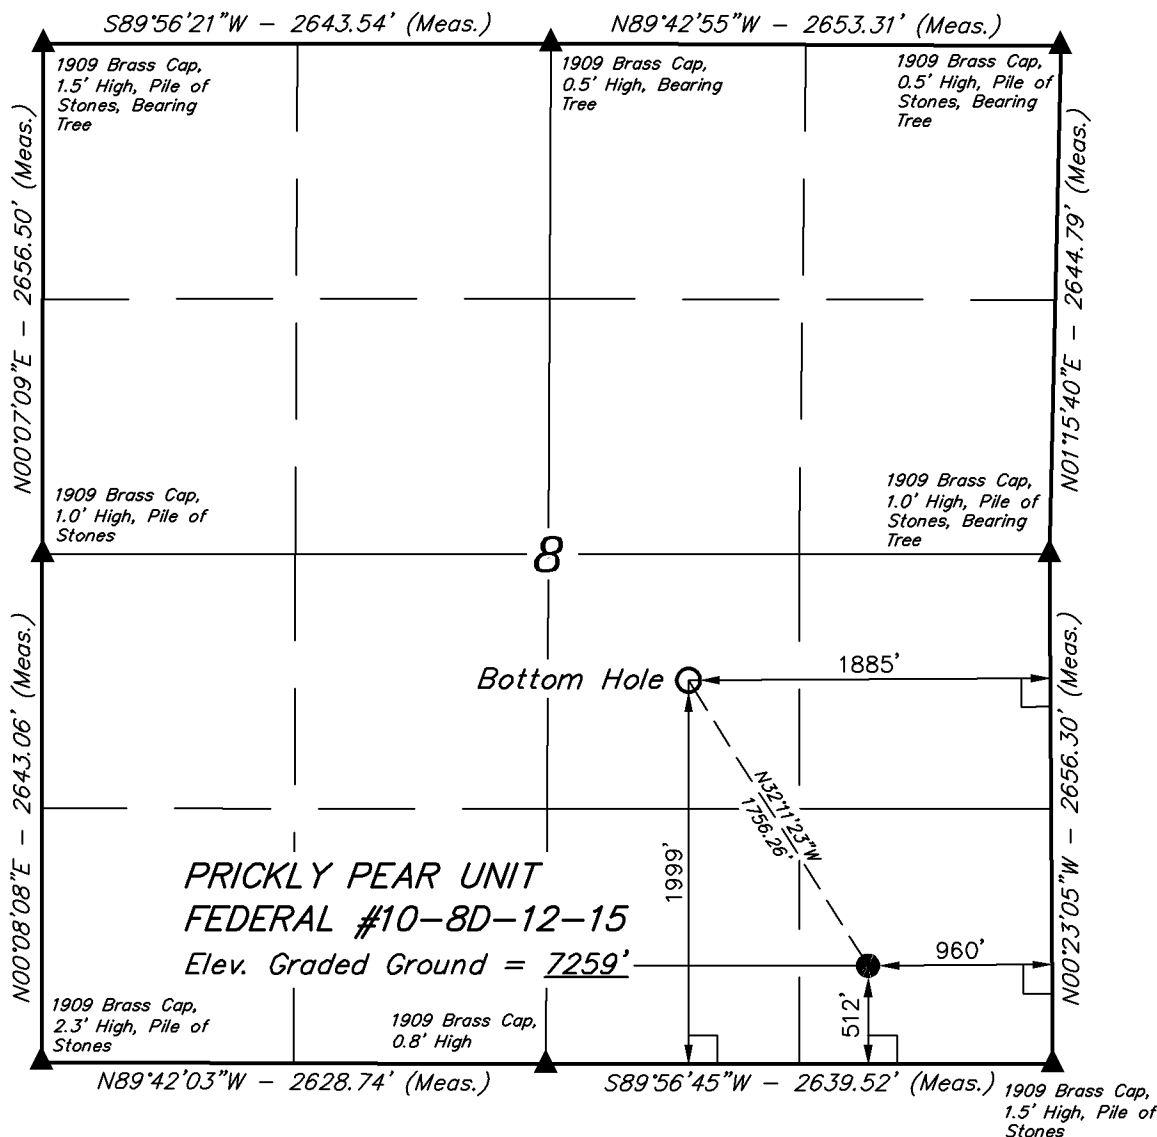 S89°56'21"W - 2643.54' (Meas.)
N89°42'55"W - 2653.31' (Meas.)
1909 Brass Cap,
1.5' High, Pile of
Stones, Bearing
Tree
1909 Brass Cap,
0.5' High, Bearing
Tree
1909 Brass Cap,
0.5' High, Pile of
Stones, Bearing
Tree
N00°07'09"E - 2656.50' (Meas.)
N01°15'40"E - 2644.79' (Meas.)
1909 Brass Cap,
1.0' High, Pile of
Stones
1909 Brass Cap,
1.0' High, Pile of
Stones, Bearing
Tree
8
N00°08'08"E - 2643.06' (Meas.)
Bottom Hole
1885'
N00°23'05"W - 2656.30' (Meas.)
N32°11'23"W
1756.26'
1999'
PRICKLY PEAR UNIT
FEDERAL #10-8D-12-15
Elev. Graded Ground = 7259'
960'
512'
1909 Brass Cap,
2.3' High, Pile of
Stones
1909 Brass Cap,
0.8' High
N89°42'03"W - 2628.74' (Meas.)
S89°56'45"W - 2639.52' (Meas.)
1909 Brass Cap,
1.5' High, Pile of
Stones